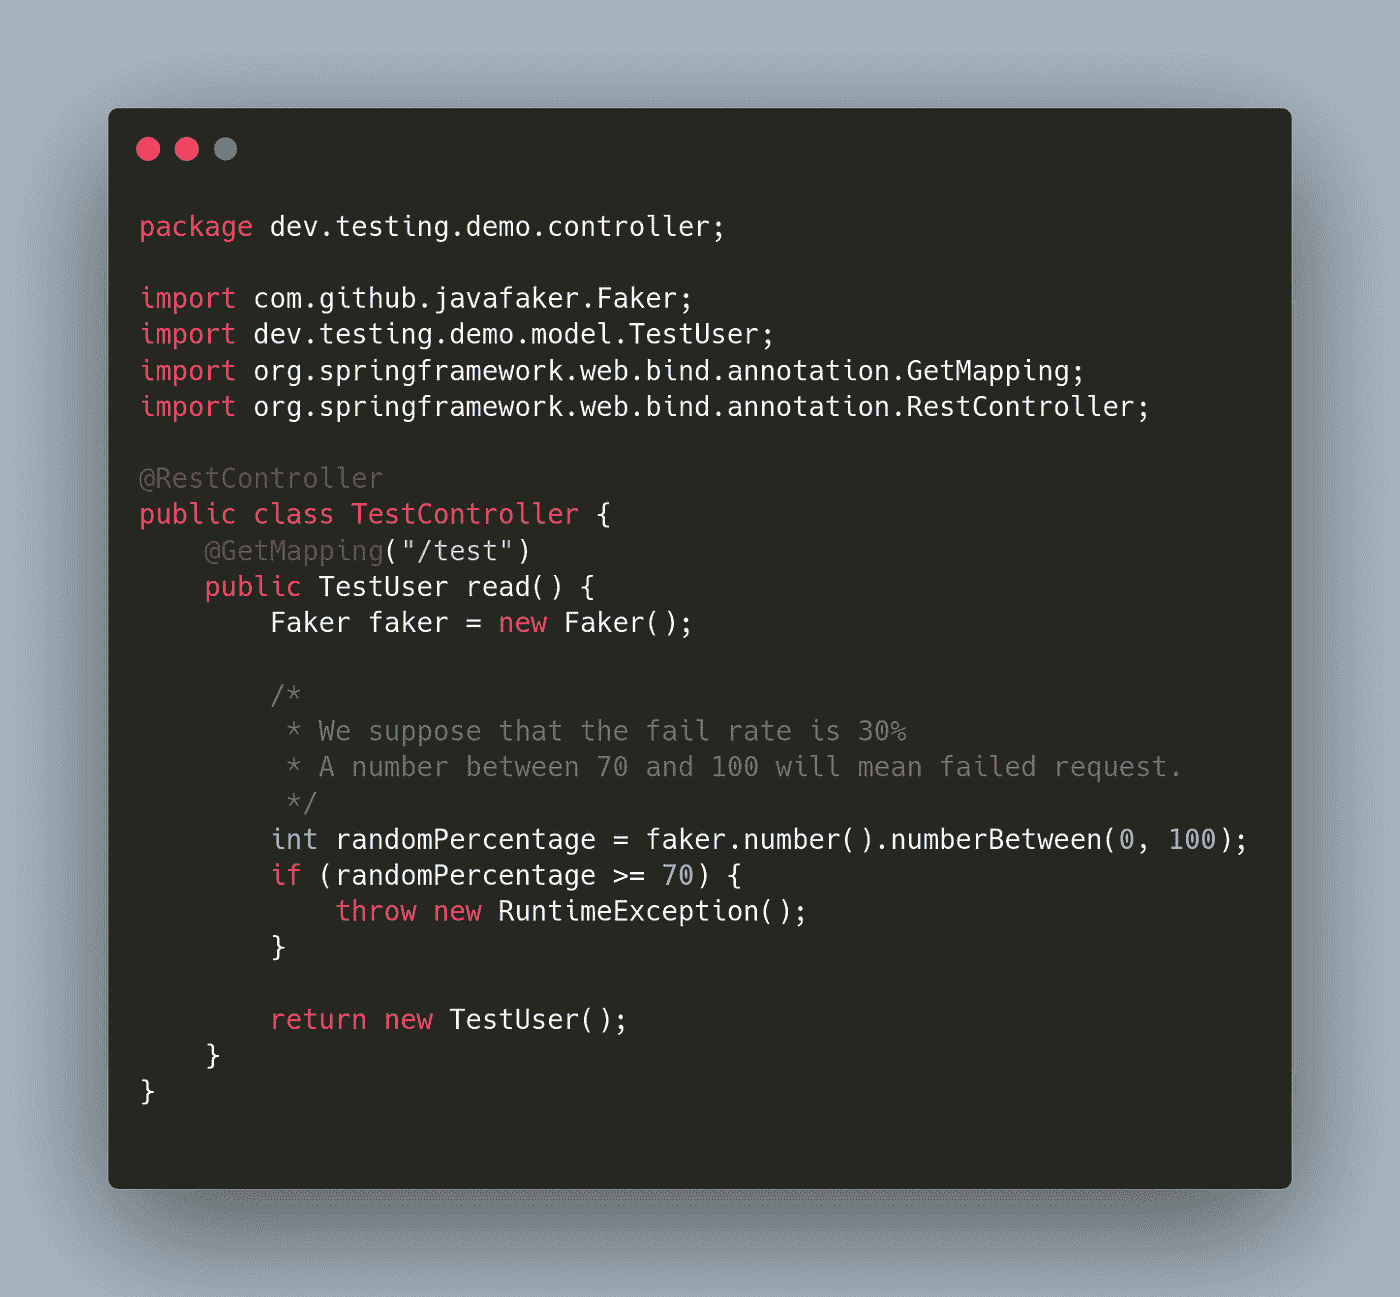 package dev.testing.demo.controller;

import com.github.javafaker.Faker;
import dev.testing.demo.model.TestUser;
import org.springframework.web.bind.annotation.GetMapping;
import org.springframework.web.bind.annotation.RestController;

@RestController
public class TestController {
    @GetMapping("/test")
    public TestUser read() {
        Faker faker = new Faker();

        /*
         * We suppose that the fail rate is 30%
         * A number between 70 and 100 will mean failed request.
         */
        int randomPercentage = faker.number().numberBetween(0, 100);
        if (randomPercentage >= 70) {
            throw new RuntimeException();
        }

        return new TestUser();
    }
}